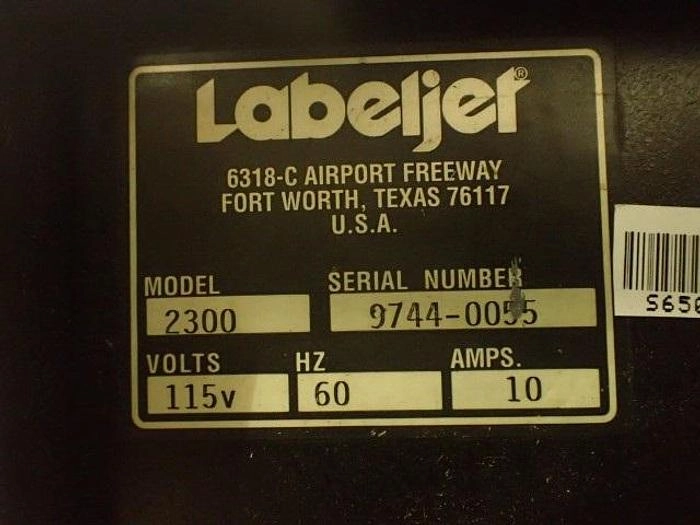 Labeljet®
6318-C AIRPORT FREEWAY
FORT WORTH, TEXAS 76117
U.S.A.
MODEL SERIAL NUMBER
2300 9744-0055
VOLTS HZ AMPS.
115v 60 10